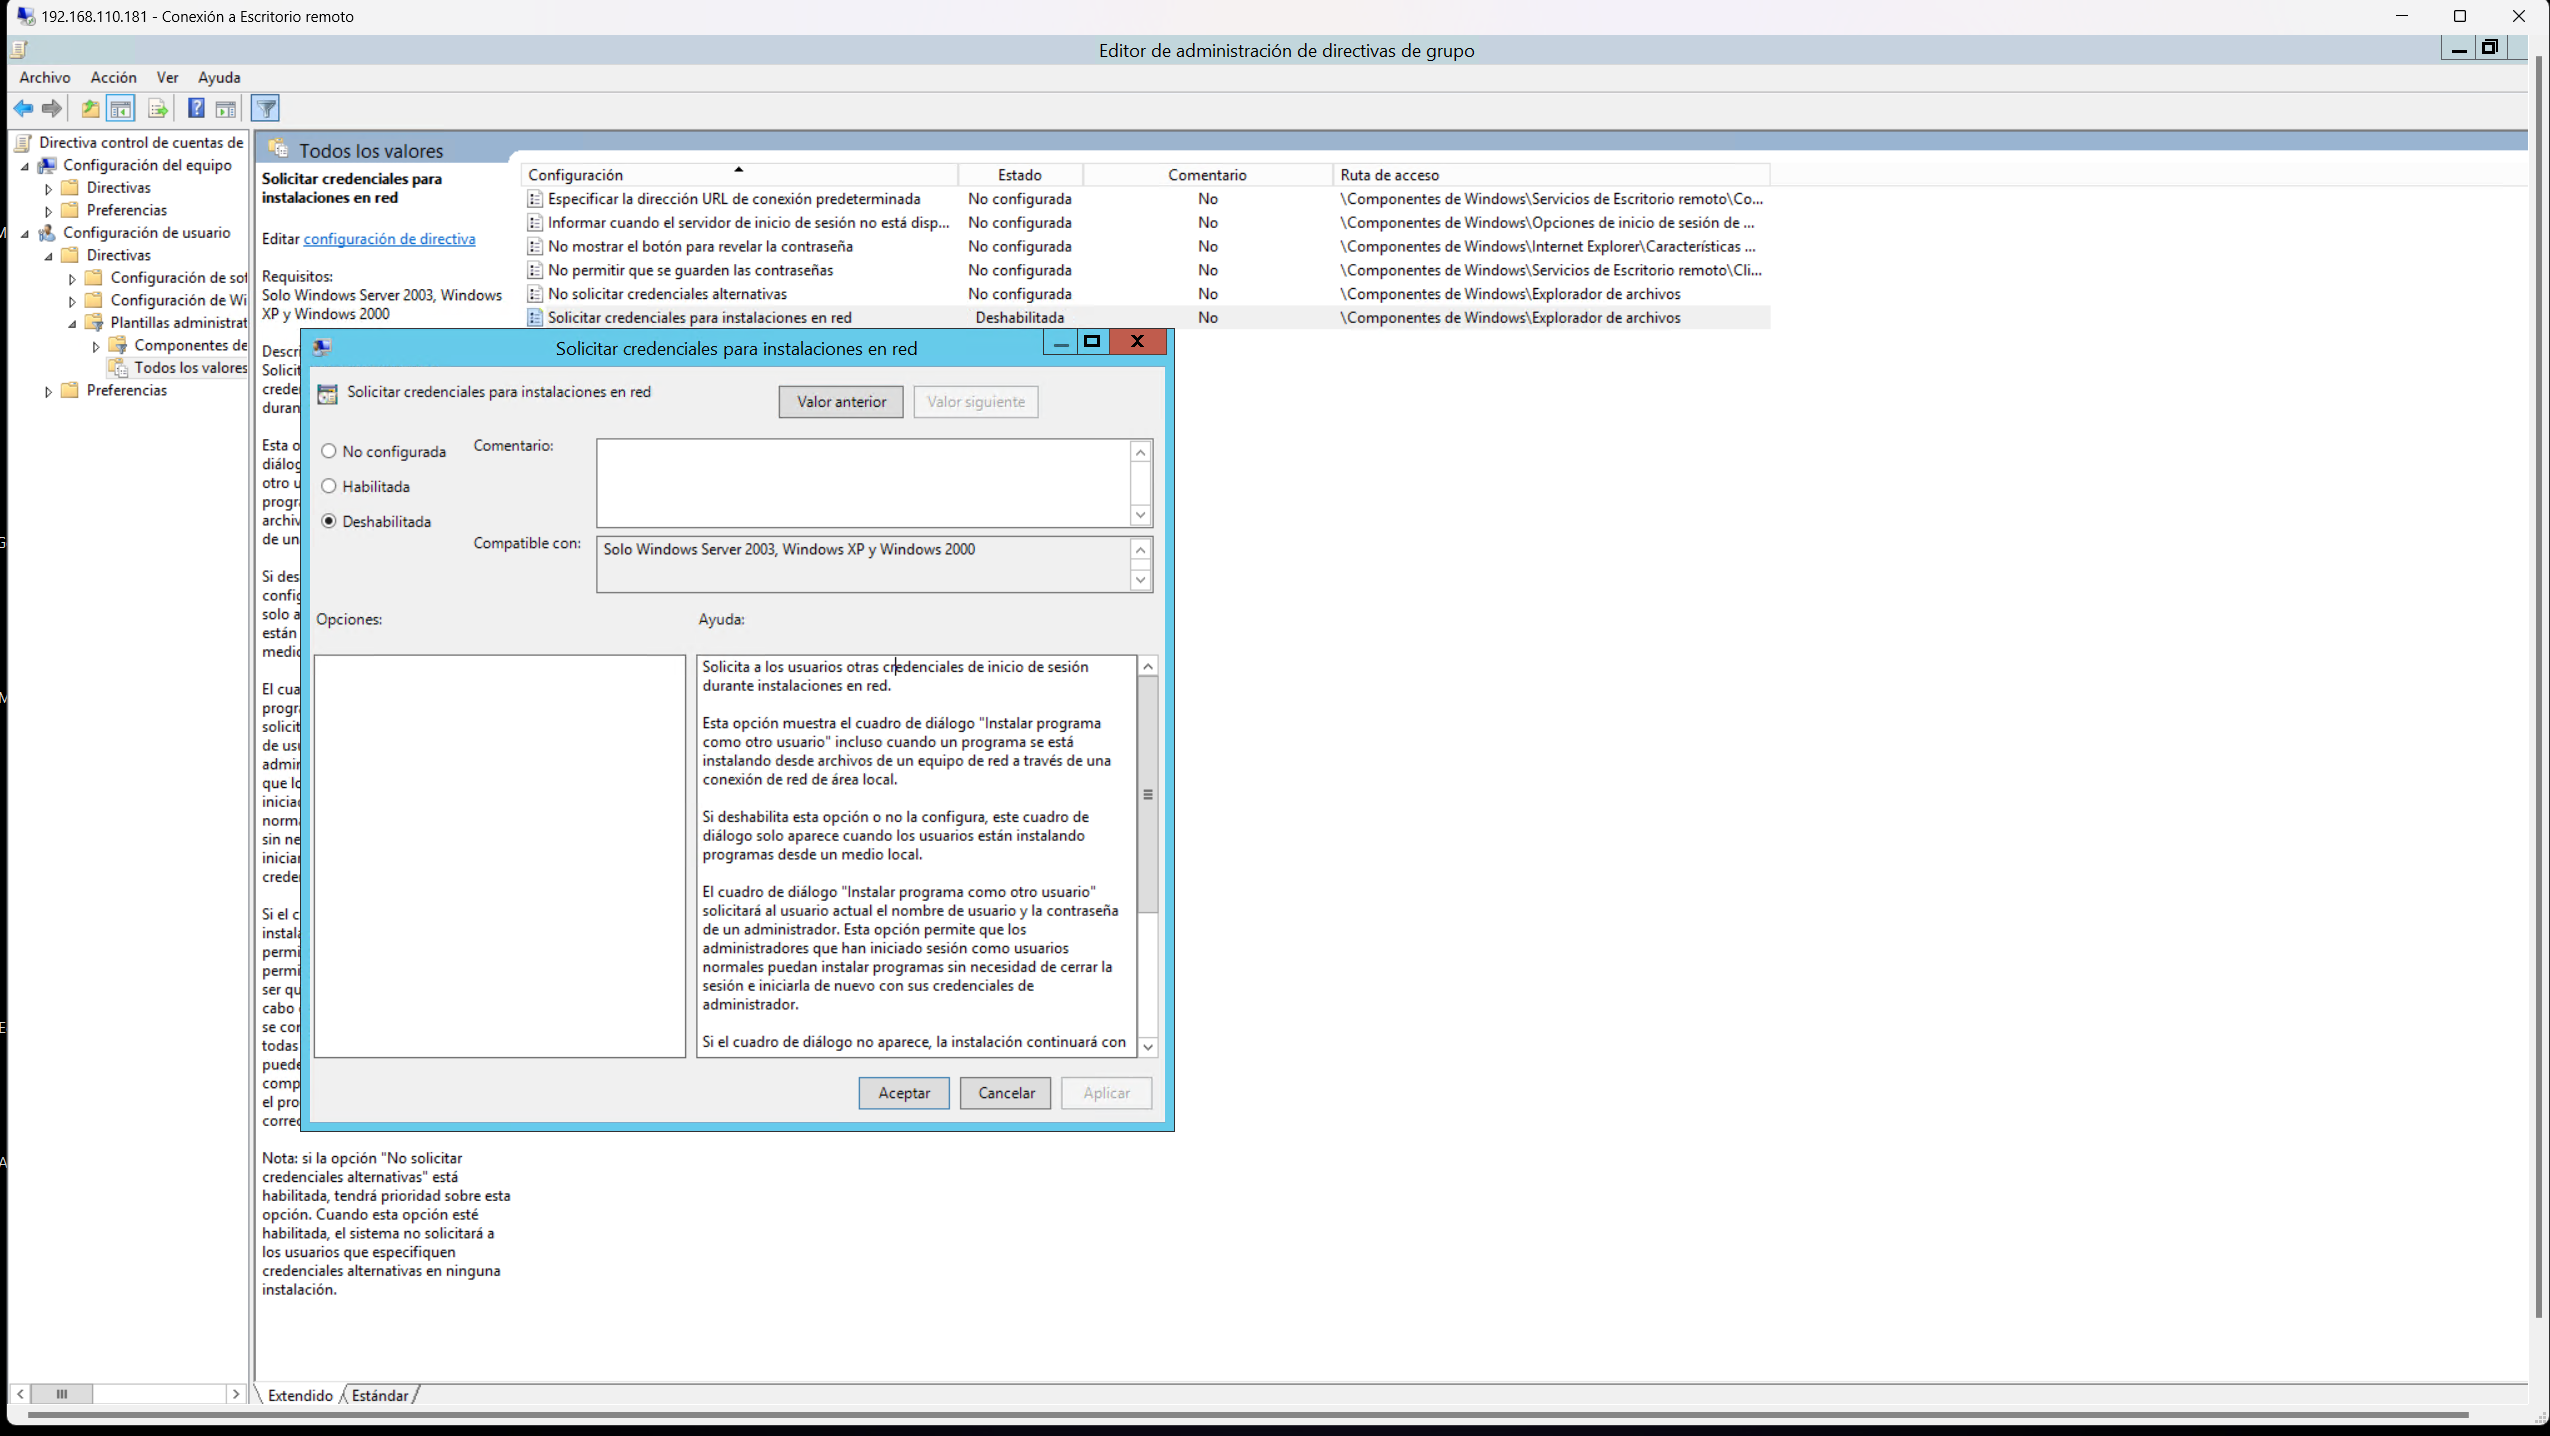 192.168.110.181 - Conexión a Escritorio remoto
Editor de administración de directivas de grupo
Archivo Acción Ver Ayuda
Directiva control de cuentas de
Configuración del equipo
Directivas
Preferencias
Configuración de usuario
Directivas
Configuración de sof
Configuración de Wi
Plantillas administrat
Componentes de
Todos los valores
Preferencias
Todos los valores
Solicitar credenciales para
instalaciones en red
Editar configuración de directiva
Requisitos:
Solo Windows Server 2003, Windows
XP y Windows 2000
Configuración Estado Comentario Ruta de acceso
Especificar la dirección URL de conexión predeterminada No configurada No \Componentes de Windows\Servicios de Escritorio remoto\Co...
Informar cuando el servidor de inicio de sesión no está disp... No configurada No \Componentes de Windows\Opciones de inicio de sesión de ...
No mostrar el botón para revelar la contraseña No configurada No \Componentes de Windows\Internet Explorer\Características ...
No permitir que se guarden las contraseñas No configurada No \Componentes de Windows\Servicios de Escritorio remoto\Cli...
No solicitar credenciales alternativas No configurada No \Componentes de Windows\Explorador de archivos
Solicitar credenciales para instalaciones en red Deshabilitada No \Componentes de Windows\Explorador de archivos
Descri
Solicit
crede
duran
Esta o
diálog
otro u
progr
archiv
de un
Si des
config
solo a
están
medio
El cua
progr
solicit
de usu
admin
que lo
inicia
norma
sin ne
inicia
creden
Si el c
instala
permi
permi
ser qu
cabo
se con
todas
puede
comp
el pro
correc
Nota: si la opción "No solicitar
credenciales alternativas" está
habilitada, tendrá prioridad sobre esta
opción. Cuando esta opción esté
habilitada, el sistema no solicitará a
los usuarios que especifiquen
credenciales alternativas en ninguna
instalación.
Solicitar credenciales para instalaciones en red
Solicitar credenciales para instalaciones en red
Valor anterior Valor siguiente
No configurada
Habilitada
Deshabilitada
Comentario:
Compatible con: Solo Windows Server 2003, Windows XP y Windows 2000
Opciones: Ayuda:
Solicita a los usuarios otras credenciales de inicio de sesión
durante instalaciones en red.
Esta opción muestra el cuadro de diálogo "Instalar programa
como otro usuario" incluso cuando un programa se está
instalando desde archivos de un equipo de red a través de una
conexión de red de área local.
Si deshabilita esta opción o no la configura, este cuadro de
diálogo solo aparece cuando los usuarios están instalando
programas desde un medio local.
El cuadro de diálogo "Instalar programa como otro usuario"
solicitará al usuario actual el nombre de usuario y la contraseña
de un administrador. Esta opción permite que los
administradores que han iniciado sesión como usuarios
normales puedan instalar programas sin necesidad de cerrar la
sesión e iniciarla de nuevo con sus credenciales de
administrador.
Si el cuadro de diálogo no aparece, la instalación continuará con
Aceptar Cancelar Aplicar
Extendido Estándar